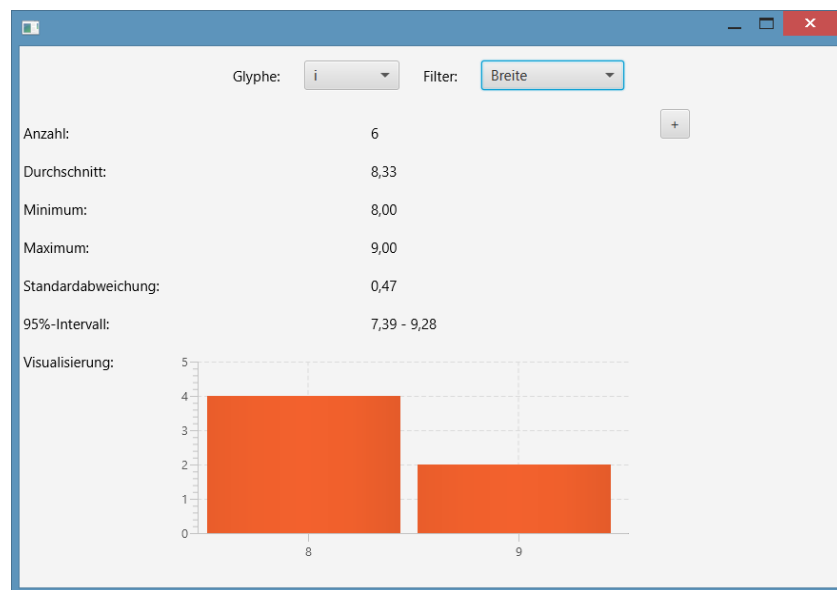 Glyphe: i Filter: Breite
+
Anzahl: 6
Durchschnitt: 8,33
Minimum: 8,00
Maximum: 9,00
Standardabweichung: 0,47
95%-Intervall: 7,39 - 9,28
Visualisierung:
5
4
3
2
1
0
8 9